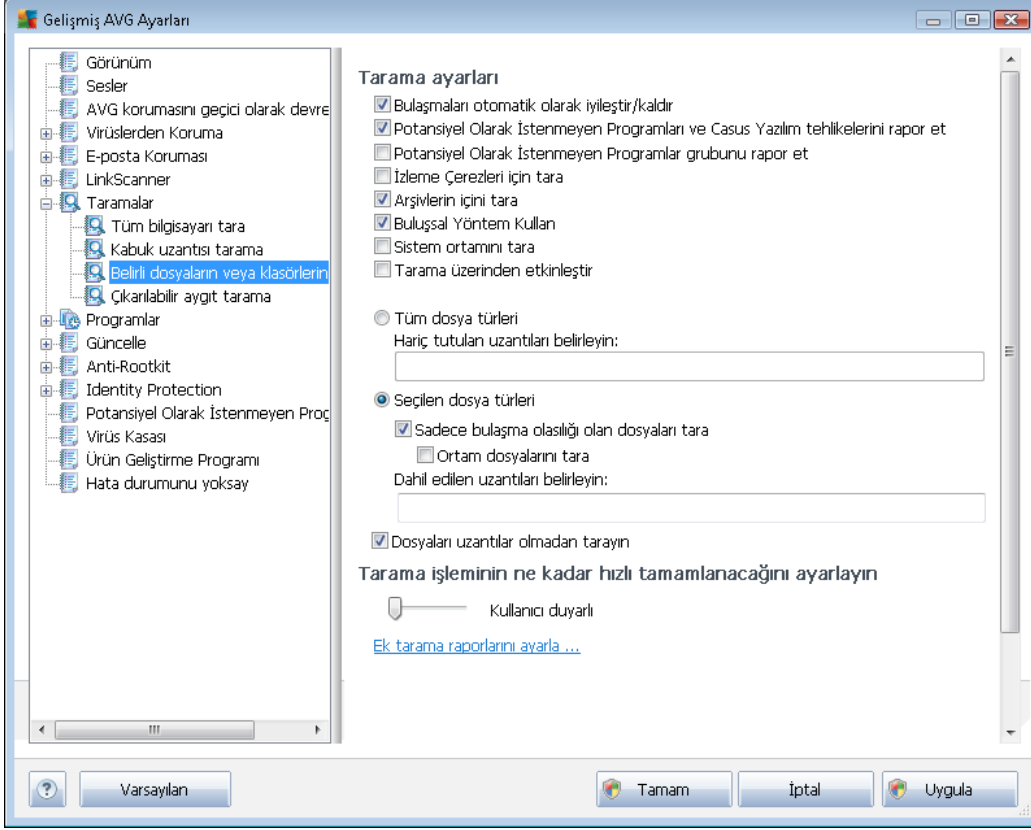 Gelişmiş AVG Ayarları
Görünüm
Sesler
AVG korumasını geçici olarak devre
Virüslerden Koruma
E-posta Koruması
LinkScanner
Taramalar
Tüm bilgisayarı tara
Kabuk uzantısı tarama
Belirli dosyaların veya klasörlerin
Çıkarılabilir aygıt tarama
Programlar
Güncelle
Anti-Rootkit
Identity Protection
Potansiyel Olarak İstenmeyen Prog
Virüs Kasası
Ürün Geliştirme Programı
Hata durumunu yoksay
Tarama ayarları
Bulaşmaları otomatik olarak iyileştir/kaldır
Potansiyel Olarak İstenmeyen Programları ve Casus Yazılım tehlikelerini rapor et
Potansiyel Olarak İstenmeyen Programlar grubunu rapor et
İzleme Çerezleri için tara
Arşivlerin içini tara
Buluşsal Yöntem Kullan
Sistem ortamını tara
Tarama üzerinden etkinleştir
Tüm dosya türleri
Hariç tutulan uzantıları belirleyin:
Seçilen dosya türleri
Sadece bulaşma olasılığı olan dosyaları tara
Ortam dosyalarını tara
Dahil edilen uzantıları belirleyin:
Dosyaları uzantılar olmadan tarayın
Tarama işleminin ne kadar hızlı tamamlanacağını ayarlayın
Kullanıcı duyarlı
Ek tarama raporlarını ayarla ...
? Varsayılan Tamam İptal Uygula